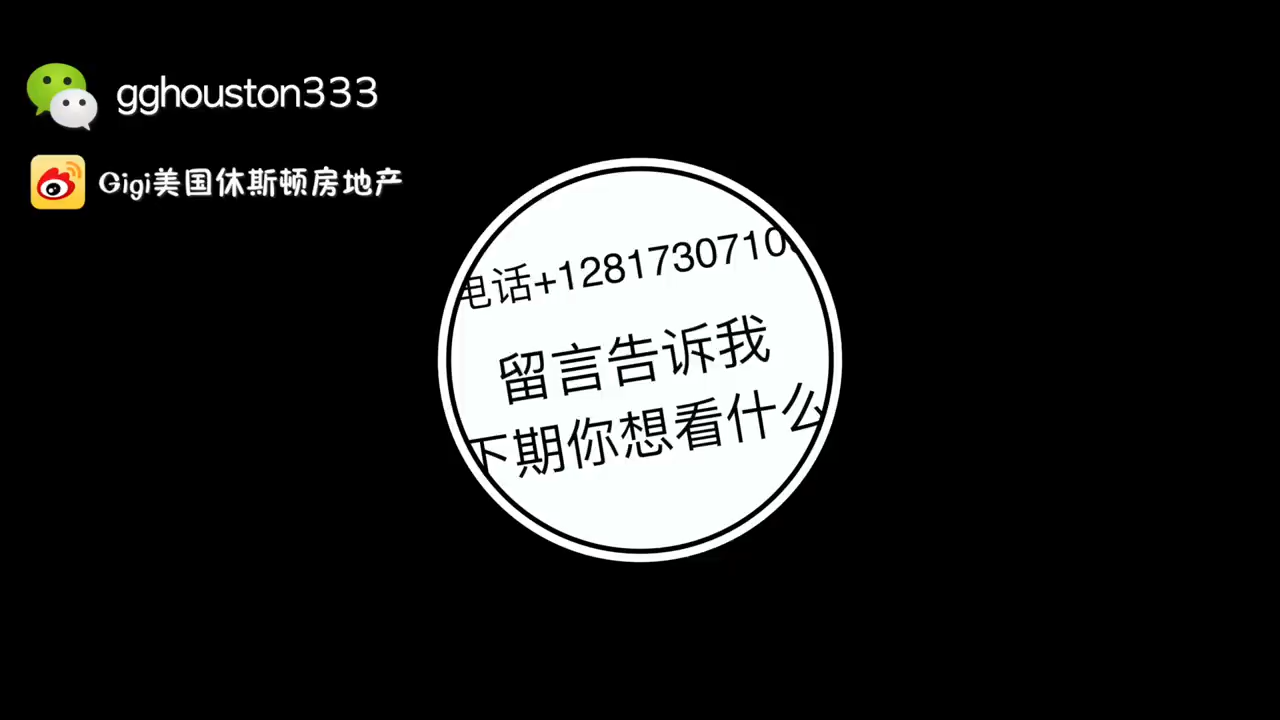 gghouston333
Gigi美国休斯顿房地产
电话+1281730710
留言告诉我
下期你想看什么